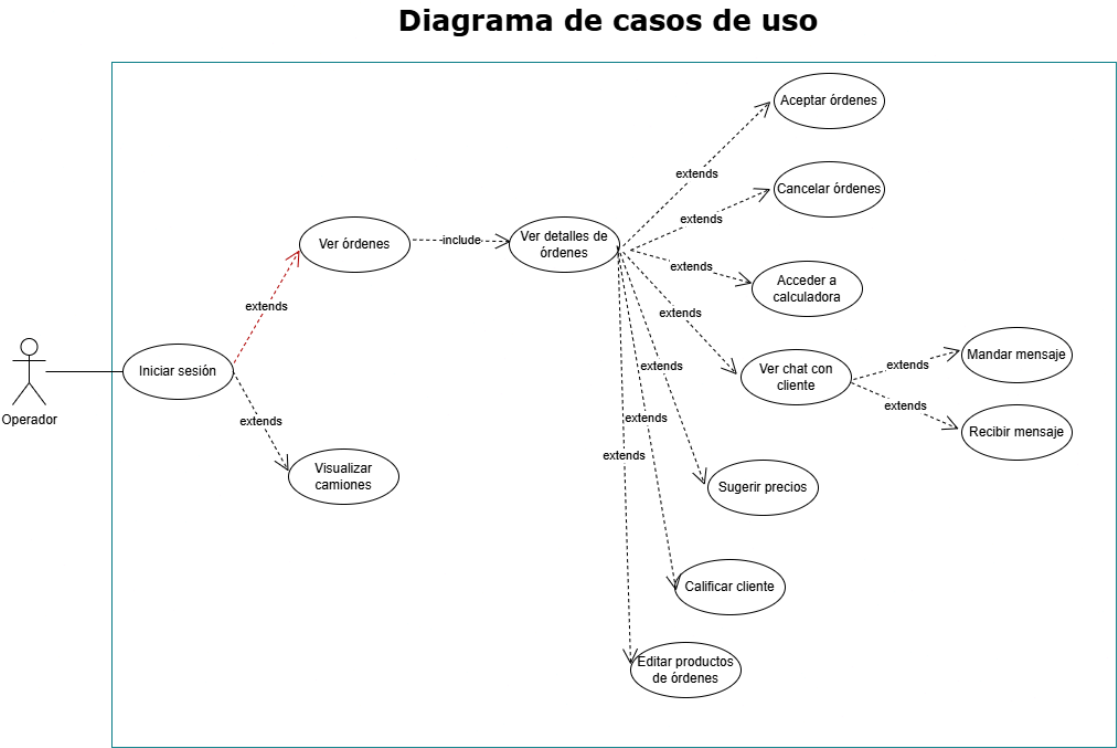 Diagrama de casos de uso
Aceptar órdenes
extends
Cancelar órdenes
extends
Ver órdenes
include
Ver detalles de
órdenes
extends
Acceder a
calculadora
extends
extends
Operador
Iniciar sesión
extends
Ver chat con
cliente
extends
Mandar mensaje
extends
Recibir mensaje
extends
extends
extends
Visualizar
camiones
Sugerir precios
Calificar cliente
Editar productos
de órdenes